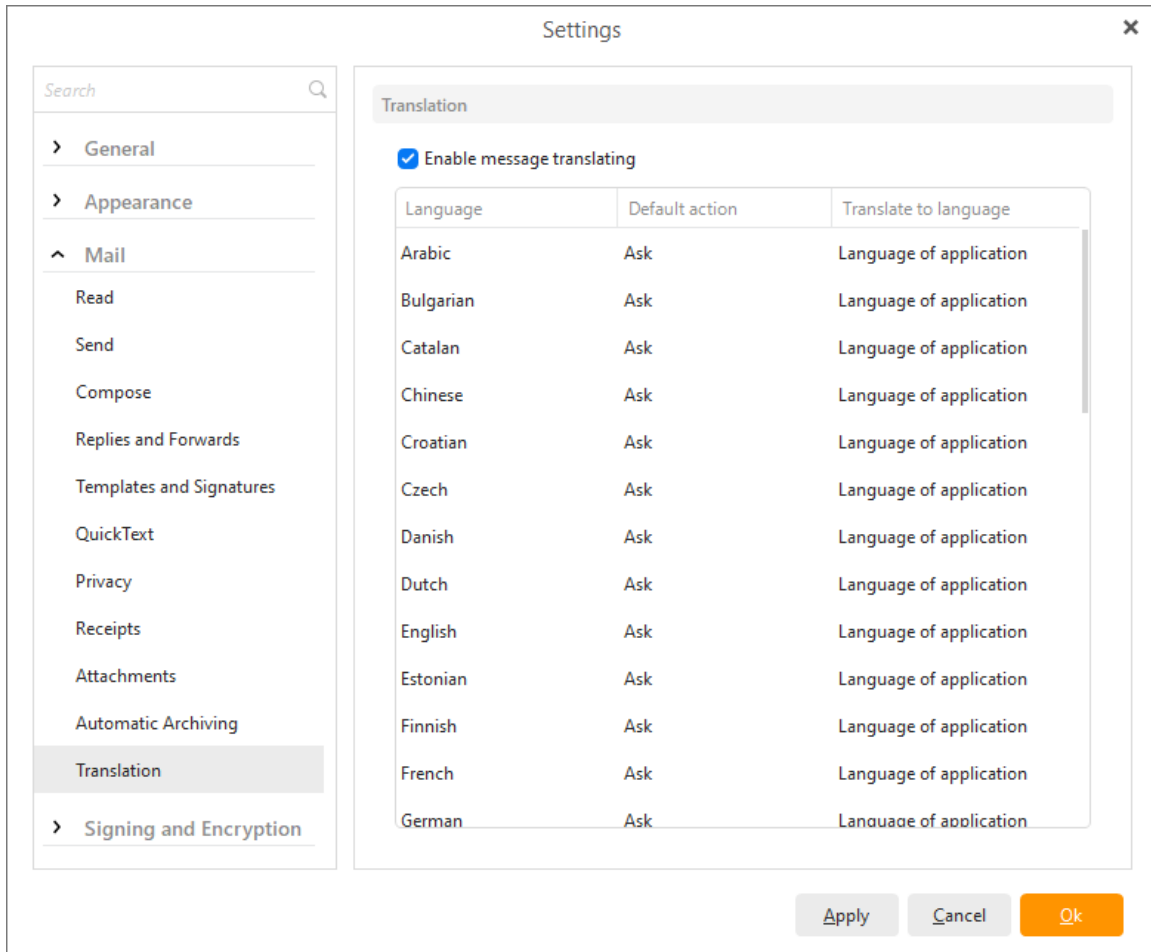 Settings
Search
General
Appearance
Mail
Read
Send
Compose
Replies and Forwards
Templates and Signatures
QuickText
Privacy
Receipts
Attachments
Automatic Archiving
Translation
Signing and Encryption
Translation
Enable message translating
Language Default action Translate to language
Arabic Ask Language of application
Bulgarian Ask Language of application
Catalan Ask Language of application
Chinese Ask Language of application
Croatian Ask Language of application
Czech Ask Language of application
Danish Ask Language of application
Dutch Ask Language of application
English Ask Language of application
Estonian Ask Language of application
Finnish Ask Language of application
French Ask Language of application
German Ask Language of application
Apply Cancel Ok